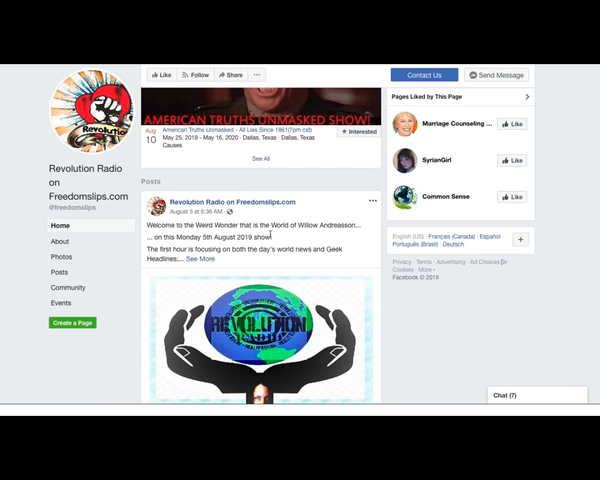 Like
Follow
Share
...
Contact Us
Send Message
AMERICAN TRUTHS UNMASKED SHOW!
Aug
10
American Truths Unmasked - All Lies Since 1861(7pm cst)
May 25, 2019 - May 16, 2020 · Dallas, Texas · Dallas, Texas
Causes
Interested
See All
Pages Liked by This Page
Marriage Counseling ...
Like
SyrianGirl
Like
Common Sense
Like
Revolution
Revolution Radio
on
Freedomslips.com
@freedomslips
Home
About
Photos
Posts
Community
Events
Create a Page
Posts
Revolution Radio on Freedomslips.com
August 5 at 6:36 AM ·
...
Welcome to the Weird Wonder that is the World of Willow Andreasson...
... on this Monday 5th August 2019 show.
The first hour is focusing on both the day's world news and Geek
Headlines;... See More
REVOLUTION
RADIO
English (US) · Français (Canada) · Español ·
Português (Brasil) · Deutsch
+
Privacy · Terms · Advertising · Ad Choices
Cookies · More
Facebook © 2019
Chat (7)